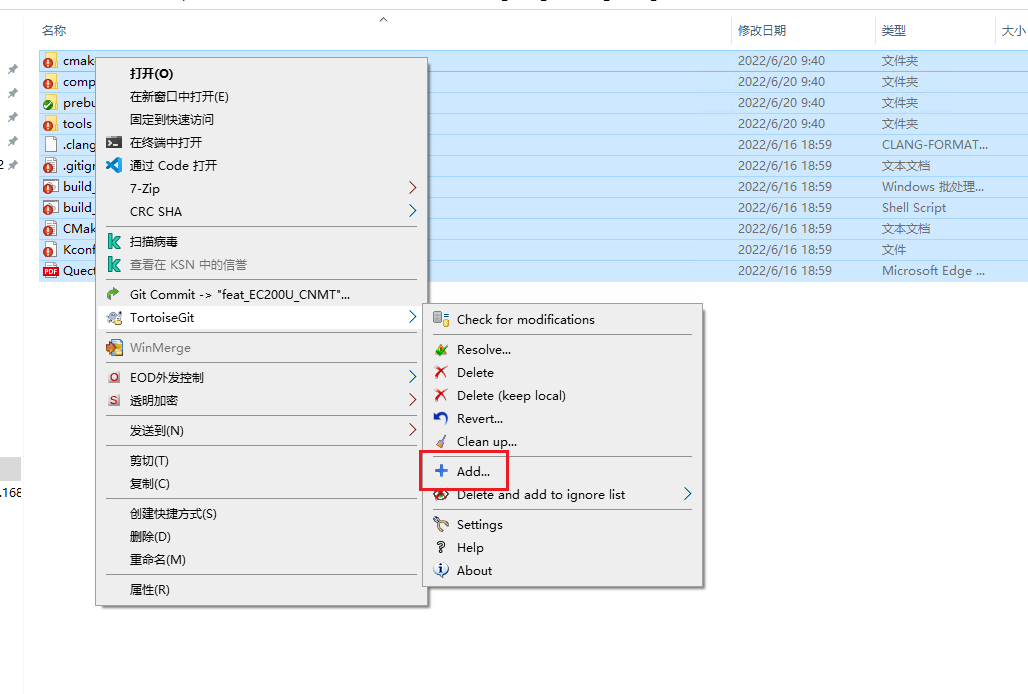 名称
修改日期
类型
大小
cmak
2022/6/20 9:40
文件夹
comp
2022/6/20 9:40
文件夹
prebu
2022/6/20 9:40
文件夹
tools
2022/6/20 9:40
文件夹
.clang
2022/6/16 18:59
CLANG-FORMAT...
.gitigr
2022/6/16 18:59
文本文档
build_
2022/6/16 18:59
Windows 批处理...
build_
2022/6/16 18:59
Shell Script
CMak
2022/6/16 18:59
文本文档
Kconf
2022/6/16 18:59
文件
PDF
Quect
2022/6/16 18:59
Microsoft Edge ...
2
.168
打开(O)
在新窗口中打开(E)
固定到快速访问
在终端中打开
通过 Code 打开
7-Zip
CRC SHA
扫描病毒
查看在 KSN 中的信誉
Git Commit -> "feat_EC200U_CNMT"...
TortoiseGit
WinMerge
EOD外发控制
透明加密
发送到(N)
剪切(T)
复制(C)
创建快捷方式(S)
删除(D)
重命名(M)
属性(R)
Check for modifications
Resolve...
Delete
Delete (keep local)
Revert...
Clean up...
Add...
Delete and add to ignore list
Settings
Help
About